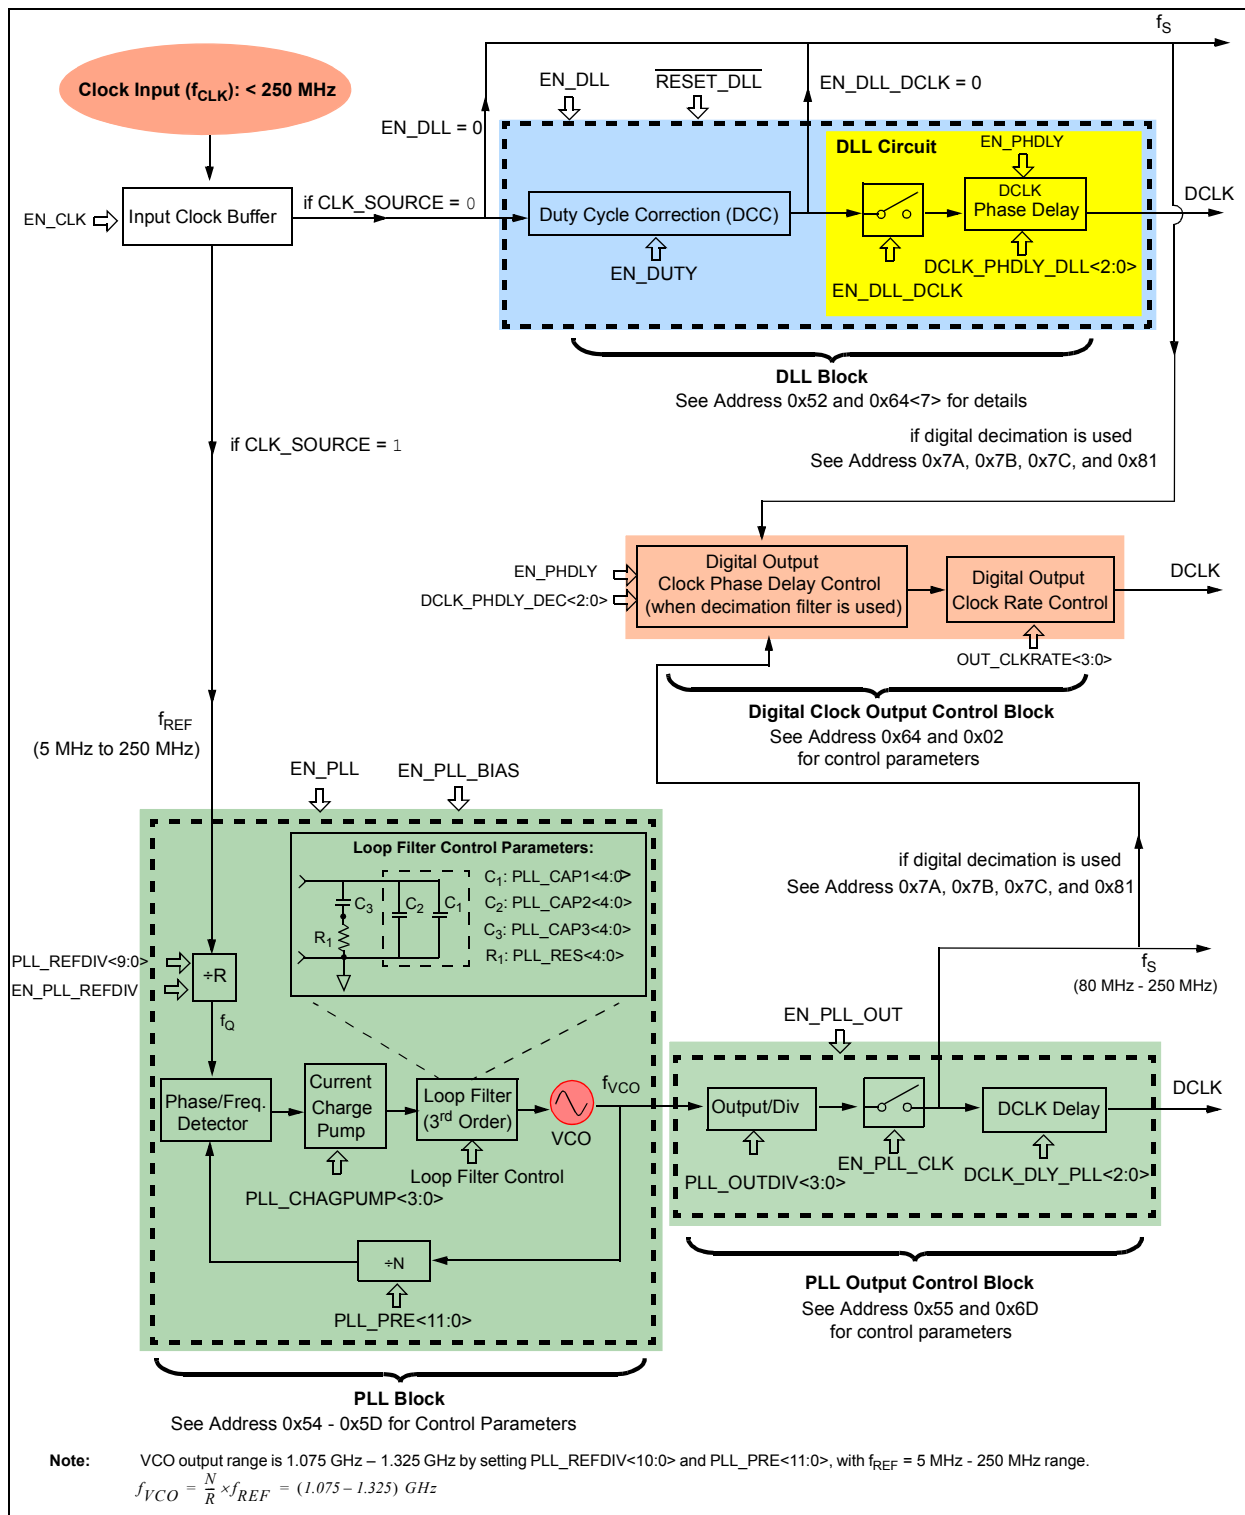 f_S
Clock Input (f_CLK): < 250 MHz
EN_DLL
RESET_DLL
EN_DLL_DCLK = 0
EN_DLL = 0
DLL Circuit
EN_PHDLY
EN_CLK
Input Clock Buffer
if CLK_SOURCE = 0
Duty Cycle Correction (DCC)
DCLK
Phase Delay
DCLK
EN_DUTY
EN_DLL_DCLK
DCLK_PHDLY_DLL<2:0>
DLL Block
See Address 0x52 and 0x64<7> for details
if CLK_SOURCE = 1
if digital decimation is used
See Address 0x7A, 0x7B, 0x7C, and 0x81
EN_PHDLY
DCLK_PHDLY_DEC<2:0>
Digital Output
Clock Phase Delay Control
(when decimation filter is used)
Digital Output
Clock Rate Control
DCLK
OUT_CLKRATE<3:0>
Digital Clock Output Control Block
See Address 0x64 and 0x02
for control parameters
f_REF
(5 MHz to 250 MHz)
EN_PLL
EN_PLL_BIAS
Loop Filter Control Parameters:
C1: PLL_CAP1<4:0>
C2: PLL_CAP2<4:0>
C3: PLL_CAP3<4:0>
R1: PLL_RES<4:0>
C3
C2
C1
R1
if digital decimation is used
See Address 0x7A, 0x7B, 0x7C, and 0x81
PLL_REFDIV<9:0>
EN_PLL_REFDIV
÷R
f_Q
f_S
(80 MHz - 250 MHz)
EN_PLL_OUT
Phase/Freq.
Detector
Current
Charge
Pump
Loop Filter
(3rd Order)
f_VCO
VCO
Output/Div
DCLK Delay
DCLK
Loop Filter Control
PLL_CHAGPUMP<3:0>
PLL_OUTDIV<3:0>
EN_PLL_CLK
DCLK_DLY_PLL<2:0>
÷N
PLL_PRE<11:0>
PLL Output Control Block
See Address 0x55 and 0x6D
for control parameters
PLL Block
See Address 0x54 - 0x5D for Control Parameters
Note: VCO output range is 1.075 GHz – 1.325 GHz by setting PLL_REFDIV<10:0> and PLL_PRE<11:0>, with f_REF = 5 MHz - 250 MHz range.
f_VCO = N/R × f_REF = (1.075 – 1.325) GHz